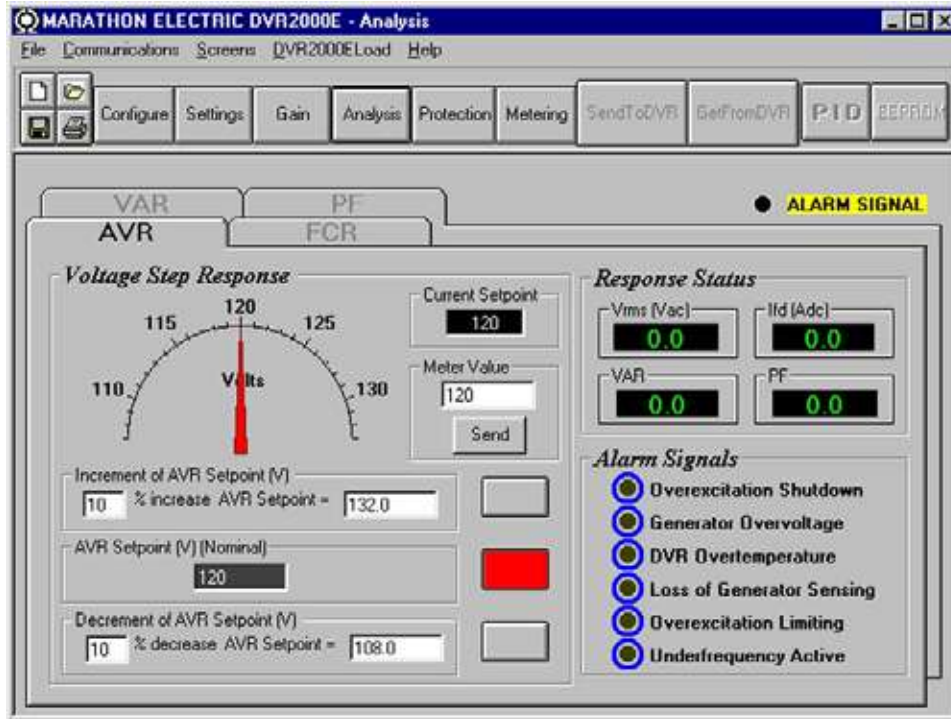 MARATHON ELECTRIC DVR2000E - Analysis
File Communications Screens DVR2000ELoad Help
Configure Settings Gain Analysis Protection Metering SendToDVR GetFromDVR PID EEPROM
VAR PF
ALARM SIGNAL
AVR FCR
Voltage Step Response
110 115 120 125 130
Volts
Current Setpoint
120
Meter Value
120
Send
Increment of AVR Setpoint (V)
10 % increase AVR Setpoint = 132.0
AVR Setpoint (V) (Nominal)
120
Decrement of AVR Setpoint (V)
10 % decrease AVR Setpoint = 108.0
Response Status
Vrms (Vac) Ifd (Adc)
0.0 0.0
VAR PF
0.0 0.0
Alarm Signals
Overexcitation Shutdown
Generator Overvoltage
DVR Overtemperature
Loss of Generator Sensing
Overexcitation Limiting
Underfrequency Active